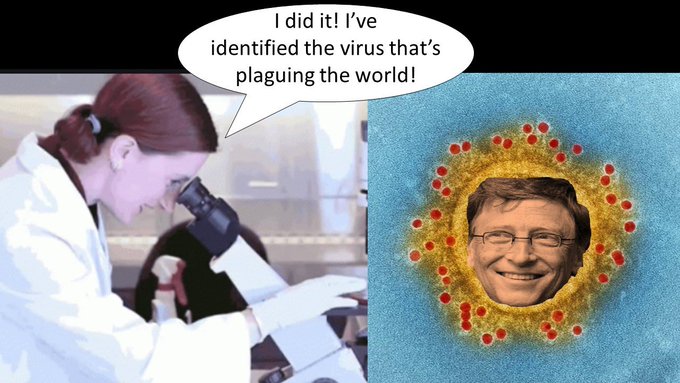 I did it! I’ve
identified the virus that’s
plaguing the world!